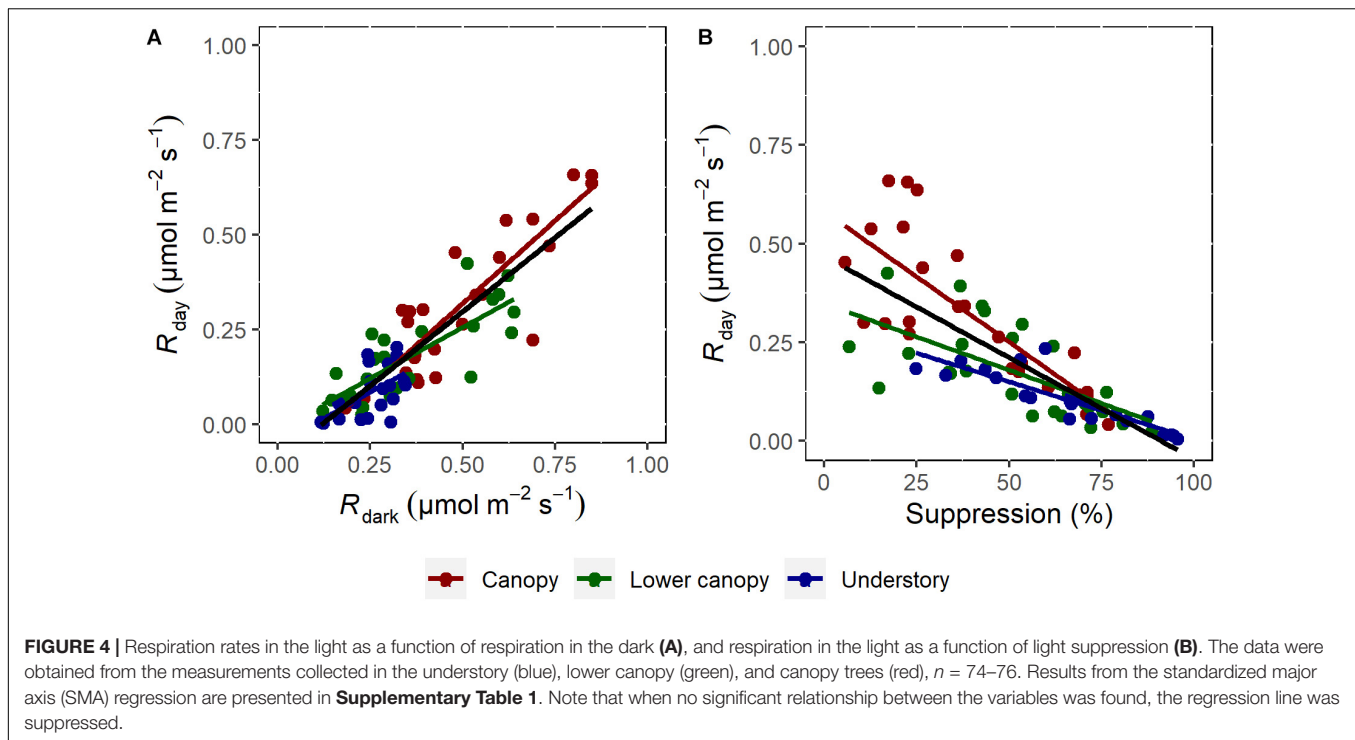 A
B
1.00
0.75
0.50
0.25
0.00
R_day (µmol m⁻² s⁻¹)
0.00 0.25 0.50 0.75 1.00
R_dark (µmol m⁻² s⁻¹)
1.00
0.75
0.50
0.25
0.00
R_day (µmol m⁻² s⁻¹)
0 25 50 75 100
Suppression (%)
Canopy Lower canopy Understory
FIGURE 4 | Respiration rates in the light as a function of respiration in the dark (A), and respiration in the light as a function of light suppression (B). The data were
obtained from the measurements collected in the understory (blue), lower canopy (green), and canopy trees (red), n = 74–76. Results from the standardized major
axis (SMA) regression are presented in Supplementary Table 1. Note that when no significant relationship between the variables was found, the regression line was
suppressed.